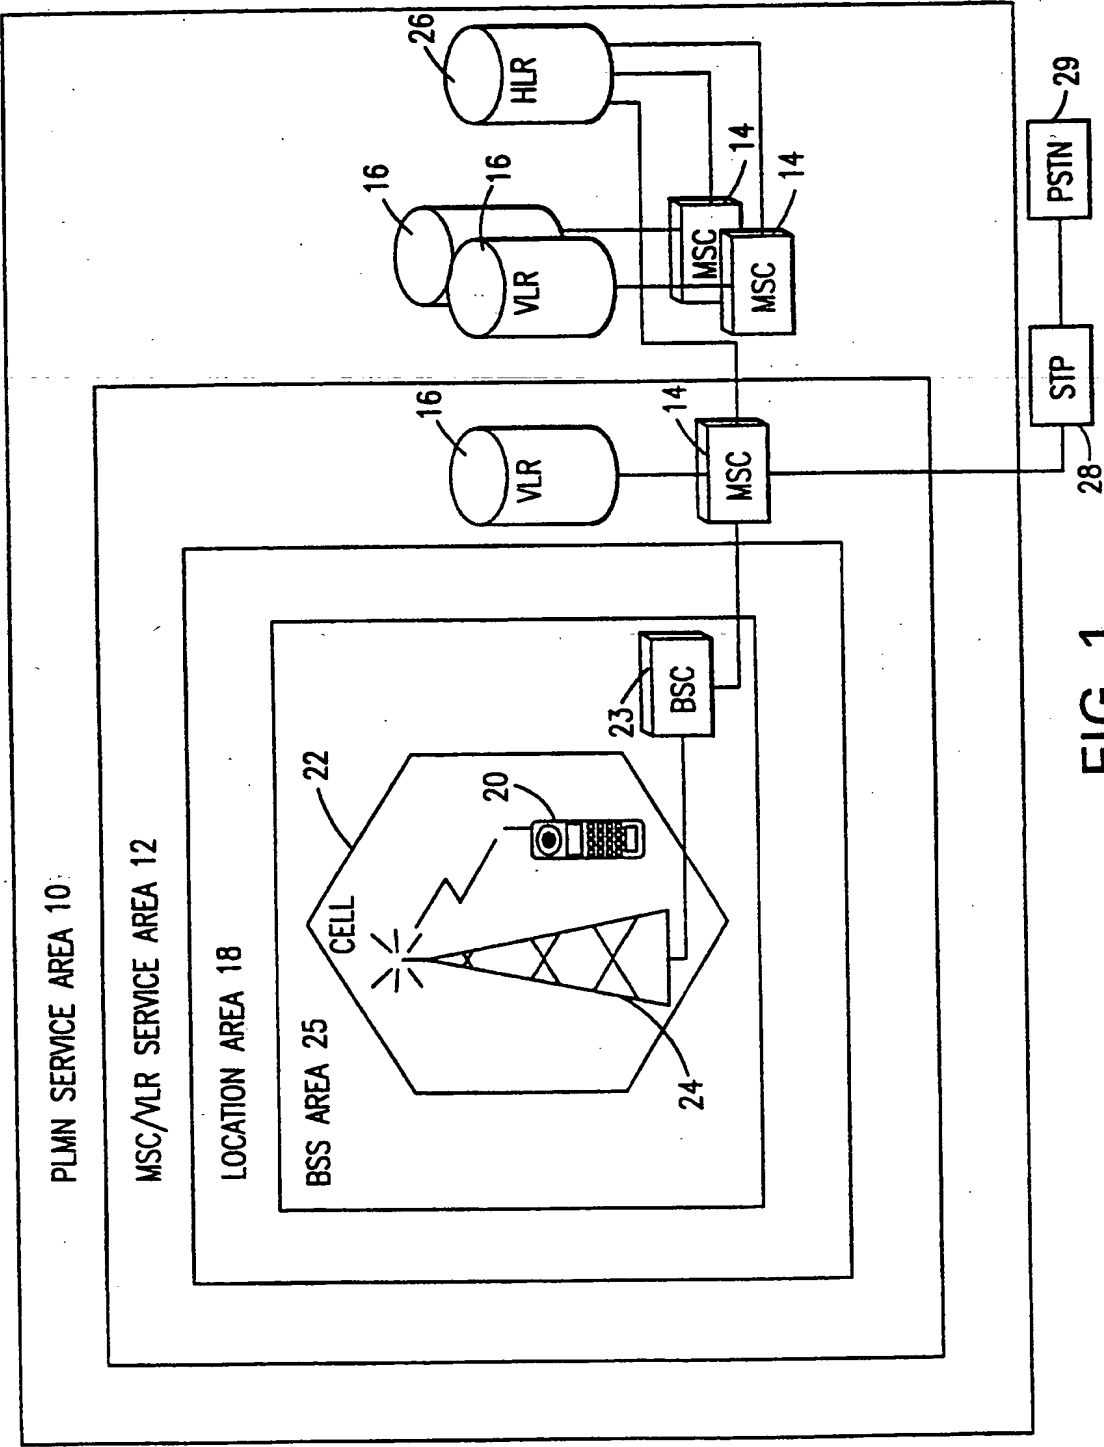 PLMN SERVICE AREA 10
MSC/VLR SERVICE AREA 12
LOCATION AREA 18
BSS AREA 25
CELL
22
20
24
23
BSC
16
VLR
14
MSC
16
16
VLR
26
HLR
14
MSC
14
MSC
28
STP
29
PSTN
FIG. 1